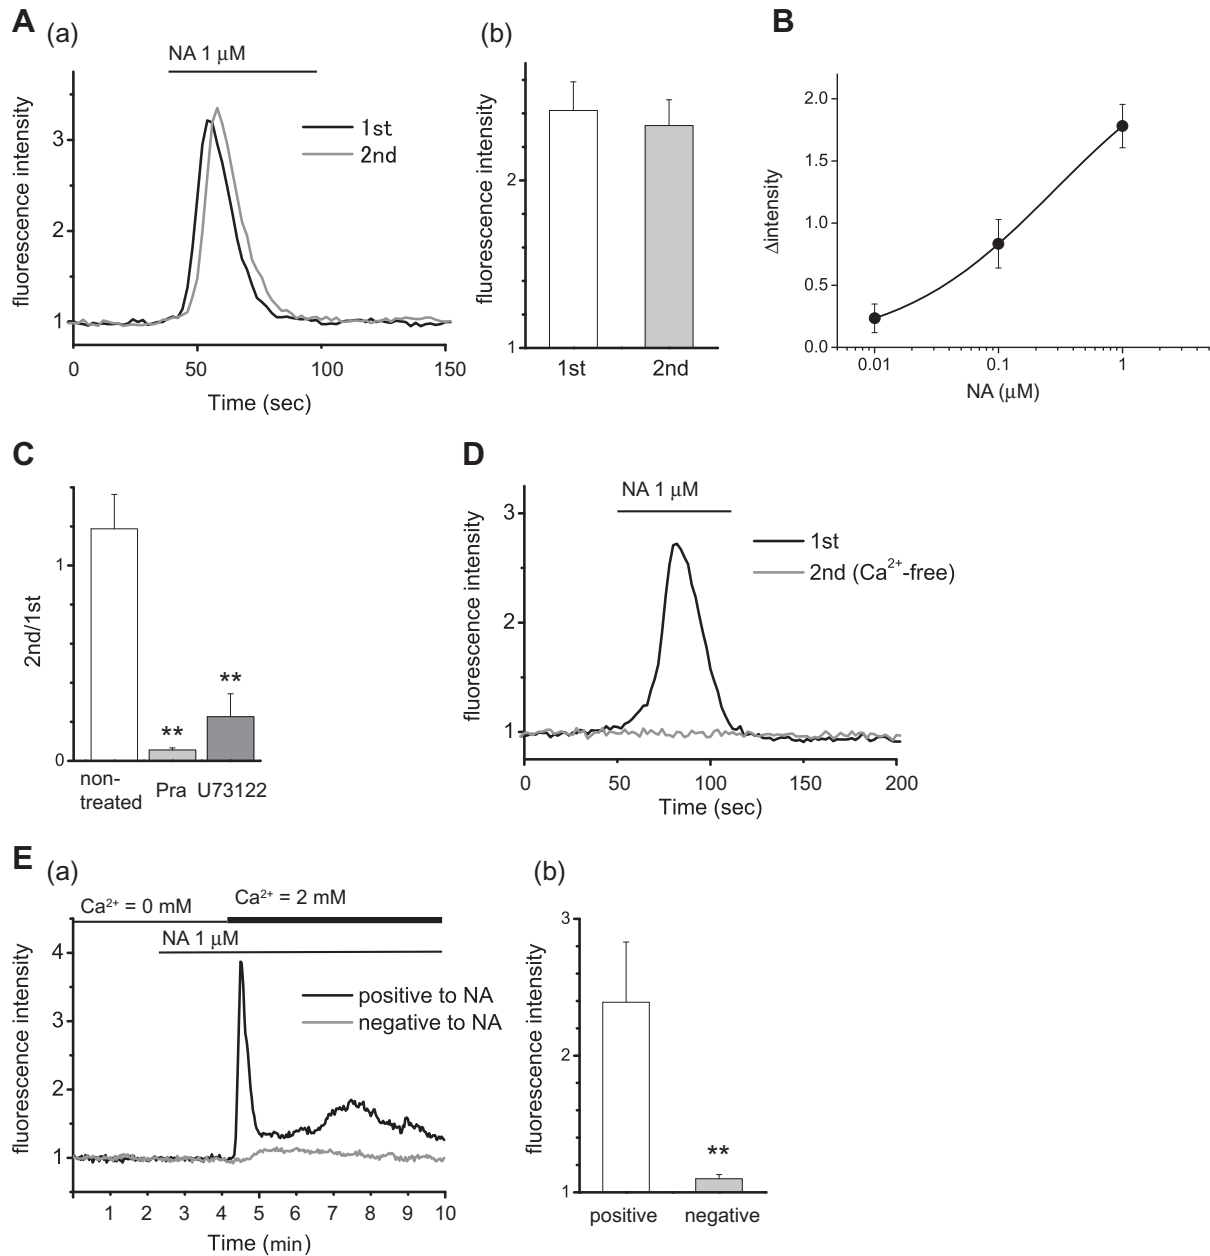 A
(a)
NA 1 μM
fluorescence intensity
3
2
1
1st
2nd
0
50
100
150
Time (sec)
(b)
fluorescence intensity
2
1
1st
2nd
B
Δintensity
2.0
1.5
1.0
0.5
0.0
0.01
0.1
1
NA (μM)
C
2nd/1st
1
0
**
**
non-
treated
Pra
U73122
D
NA 1 μM
fluorescence intensity
3
2
1
1st
2nd (Ca²⁺-free)
0
50
100
150
200
Time (sec)
E
(a)
Ca²⁺ = 0 mM
Ca²⁺ = 2 mM
NA 1 μM
fluorescence intensity
4
3
2
1
positive to NA
negative to NA
1
2
3
4
5
6
7
8
9
10
Time (min)
(b)
fluorescence intensity
3
2
1
**
positive
negative